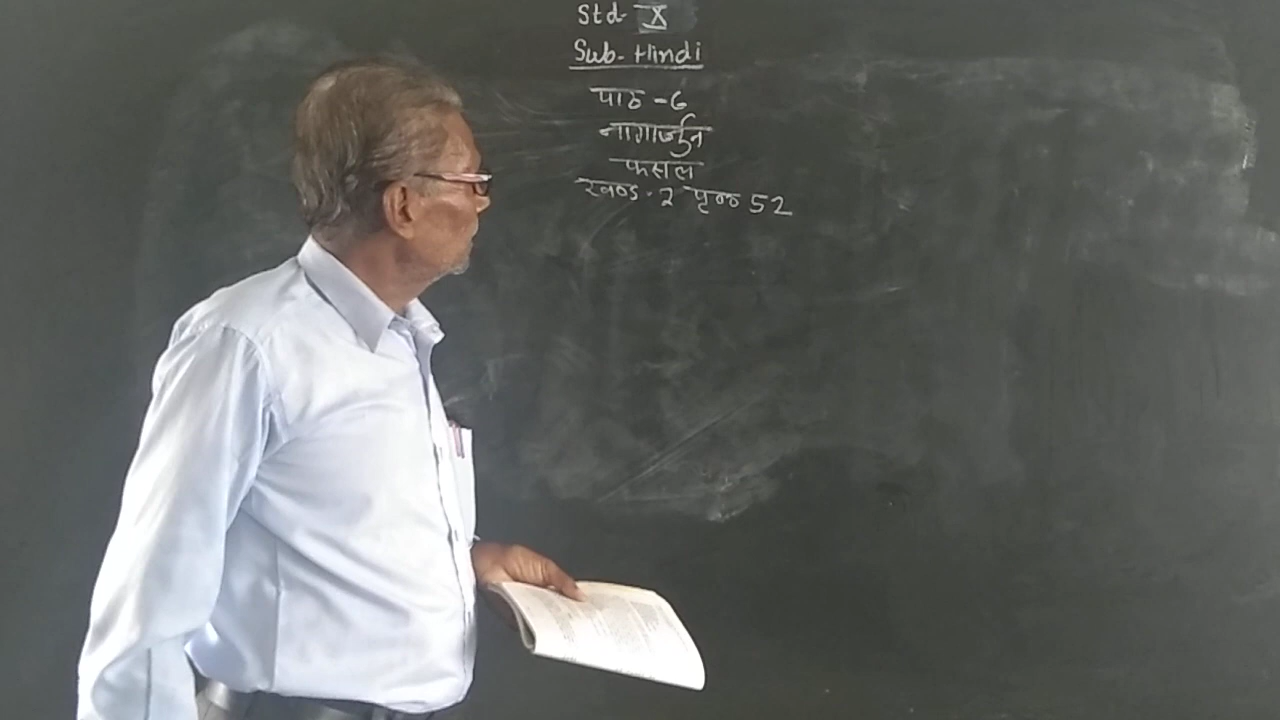 Std- X
Sub- Hindi
पाठ -6
नागार्जुन
फसल
खण्ड - 2 पृष्ठ 52